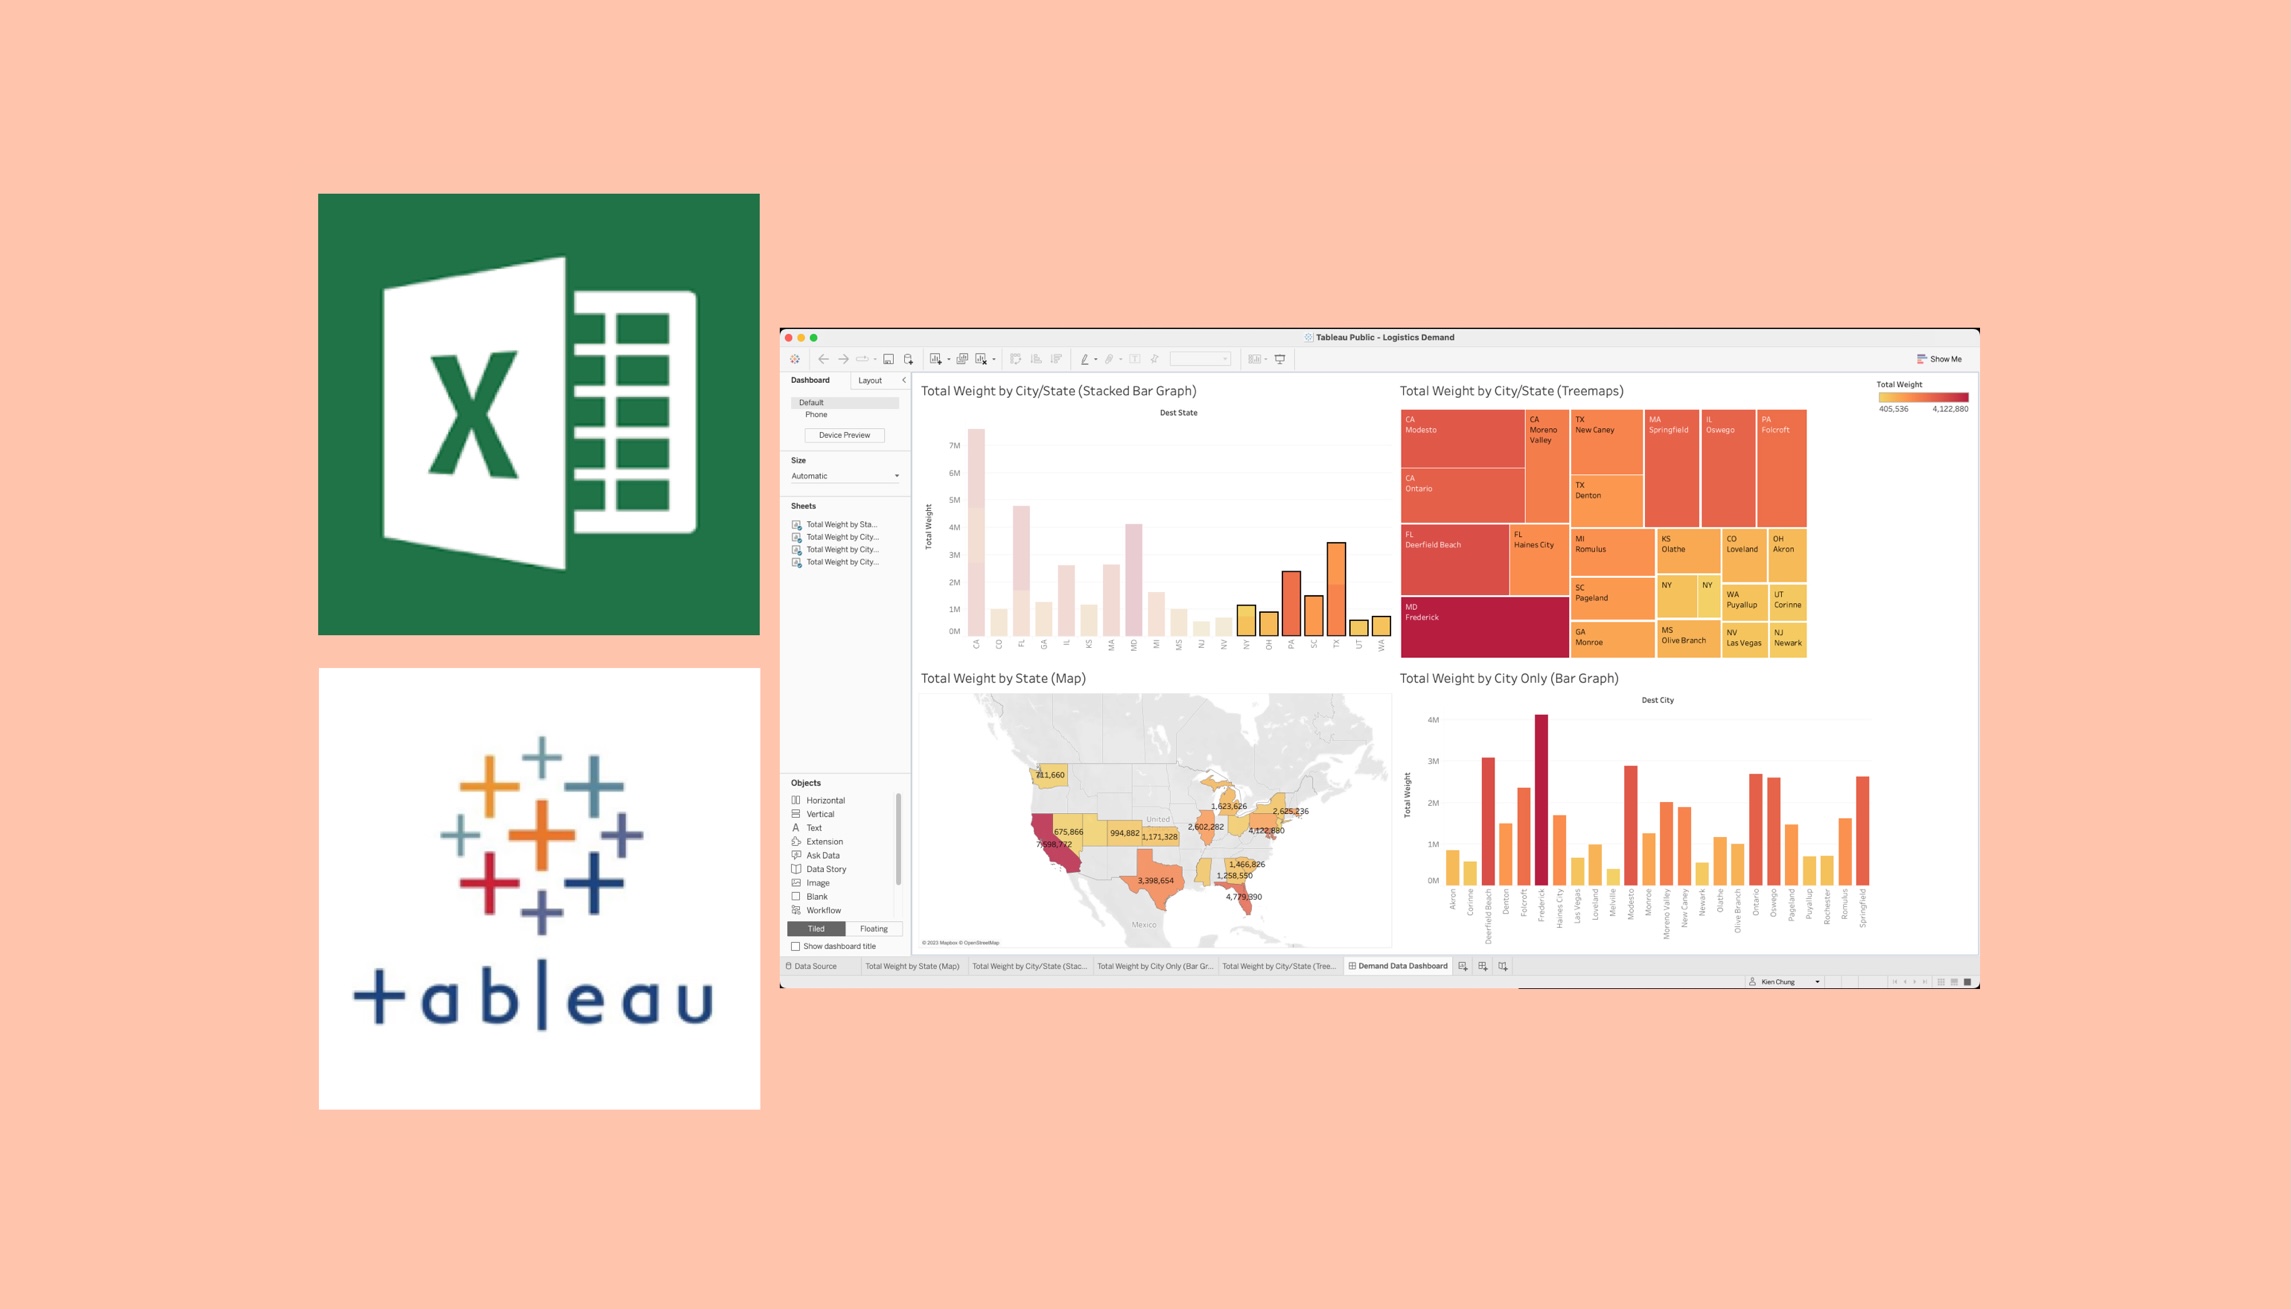 X
+ableau
Tableau Public - Logistics Demand
Show Me
Dashboard
Layout
Default
Phone
Device Preview
Size
Automatic
Sheets
Total Weight by Sta...
Total Weight by City...
Total Weight by City...
Total Weight by City...
Objects
Horizontal
Vertical
Text
Extension
Ask Data
Data Story
Image
Blank
Workflow
Tiled
Floating
Show dashboard title
Total Weight by City/State (Stacked Bar Graph)
Dest State
Total Weight
7M
6M
5M
4M
3M
2M
1M
0M
CA
CO
FL
GA
IL
KS
MA
MD
MI
MS
NJ
NV
NY
OH
PA
SC
TX
UT
WA
Total Weight by City/State (Treemaps)
CA
Modesto
CA
Moreno
Valley
TX
New Caney
MA
Springfield
IL
Oswego
PA
Folcroft
CA
Ontario
TX
Denton
FL
Deerfield Beach
FL
Haines City
MI
Romulus
KS
Olathe
CO
Loveland
OH
Akron
SC
Pageland
NY
NY
WA
Puyallup
UT
Corinne
MD
Frederick
GA
Monroe
MS
Olive Branch
NV
Las Vegas
NJ
Newark
Total Weight
405,536
4,122,880
Total Weight by State (Map)
711,660
675,866
7,598,772
994,882
1,171,328
United
2,602,282
1,623,626
2,625,236
4,122,880
3,398,654
1,466,826
1,258,550
4,779,390
Mexico
© 2023 Mapbox © OpenStreetMap
Total Weight by City Only (Bar Graph)
Dest City
Total Weight
4M
3M
2M
1M
0M
Akron
Corinne
Deerfield Beach
Denton
Folcroft
Frederick
Haines City
Las Vegas
Loveland
Melville
Modesto
Monroe
Moreno Valley
New Caney
Newark
Olathe
Olive Branch
Ontario
Oswego
Pageland
Puyallup
Rochester
Romulus
Springfield
Data Source
Total Weight by State (Map)
Total Weight by City/State (Stac...
Total Weight by City Only (Bar Gr...
Total Weight by City/State (Tree...
Demand Data Dashboard
Kien Chung